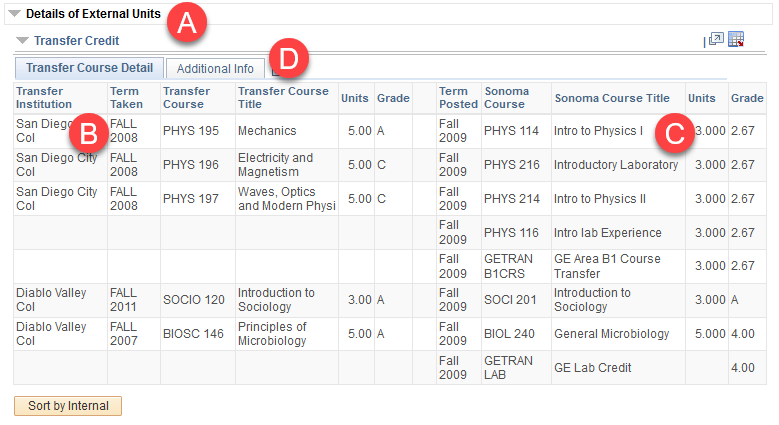 Details of External Units
A
Transfer Credit
D
Transfer Course Detail Additional Info
Transfer Institution Term Taken Transfer Course Transfer Course Title Units Grade Term Posted Sonoma Course Sonoma Course Title Units Grade
San Diego Col B FALL 2008 PHYS 195 Mechanics 5.00 A Fall 2009 PHYS 114 Intro to Physics I C 3.000 2.67
San Diego City Col FALL 2008 PHYS 196 Electricity and Magnetism 5.00 C Fall 2009 PHYS 216 Introductory Laboratory 3.000 2.67
San Diego City Col FALL 2008 PHYS 197 Waves, Optics and Modern Physi 5.00 C Fall 2009 PHYS 214 Intro to Physics II 3.000 2.67
Fall 2009 PHYS 116 Intro lab Experience 3.000 2.67
Fall 2009 GETRAN B1CRS GE Area B1 Course Transfer 3.000 2.67
Diablo Valley Col FALL 2011 SOCIO 120 Introduction to Sociology 3.00 A Fall 2009 SOCI 201 Introduction to Sociology 3.000 A
Diablo Valley Col FALL 2007 BIOSC 146 Principles of Microbiology 5.00 A Fall 2009 BIOL 240 General Microbiology 5.000 4.00
Fall 2009 GETRAN LAB GE Lab Credit 4.00
Sort by Internal